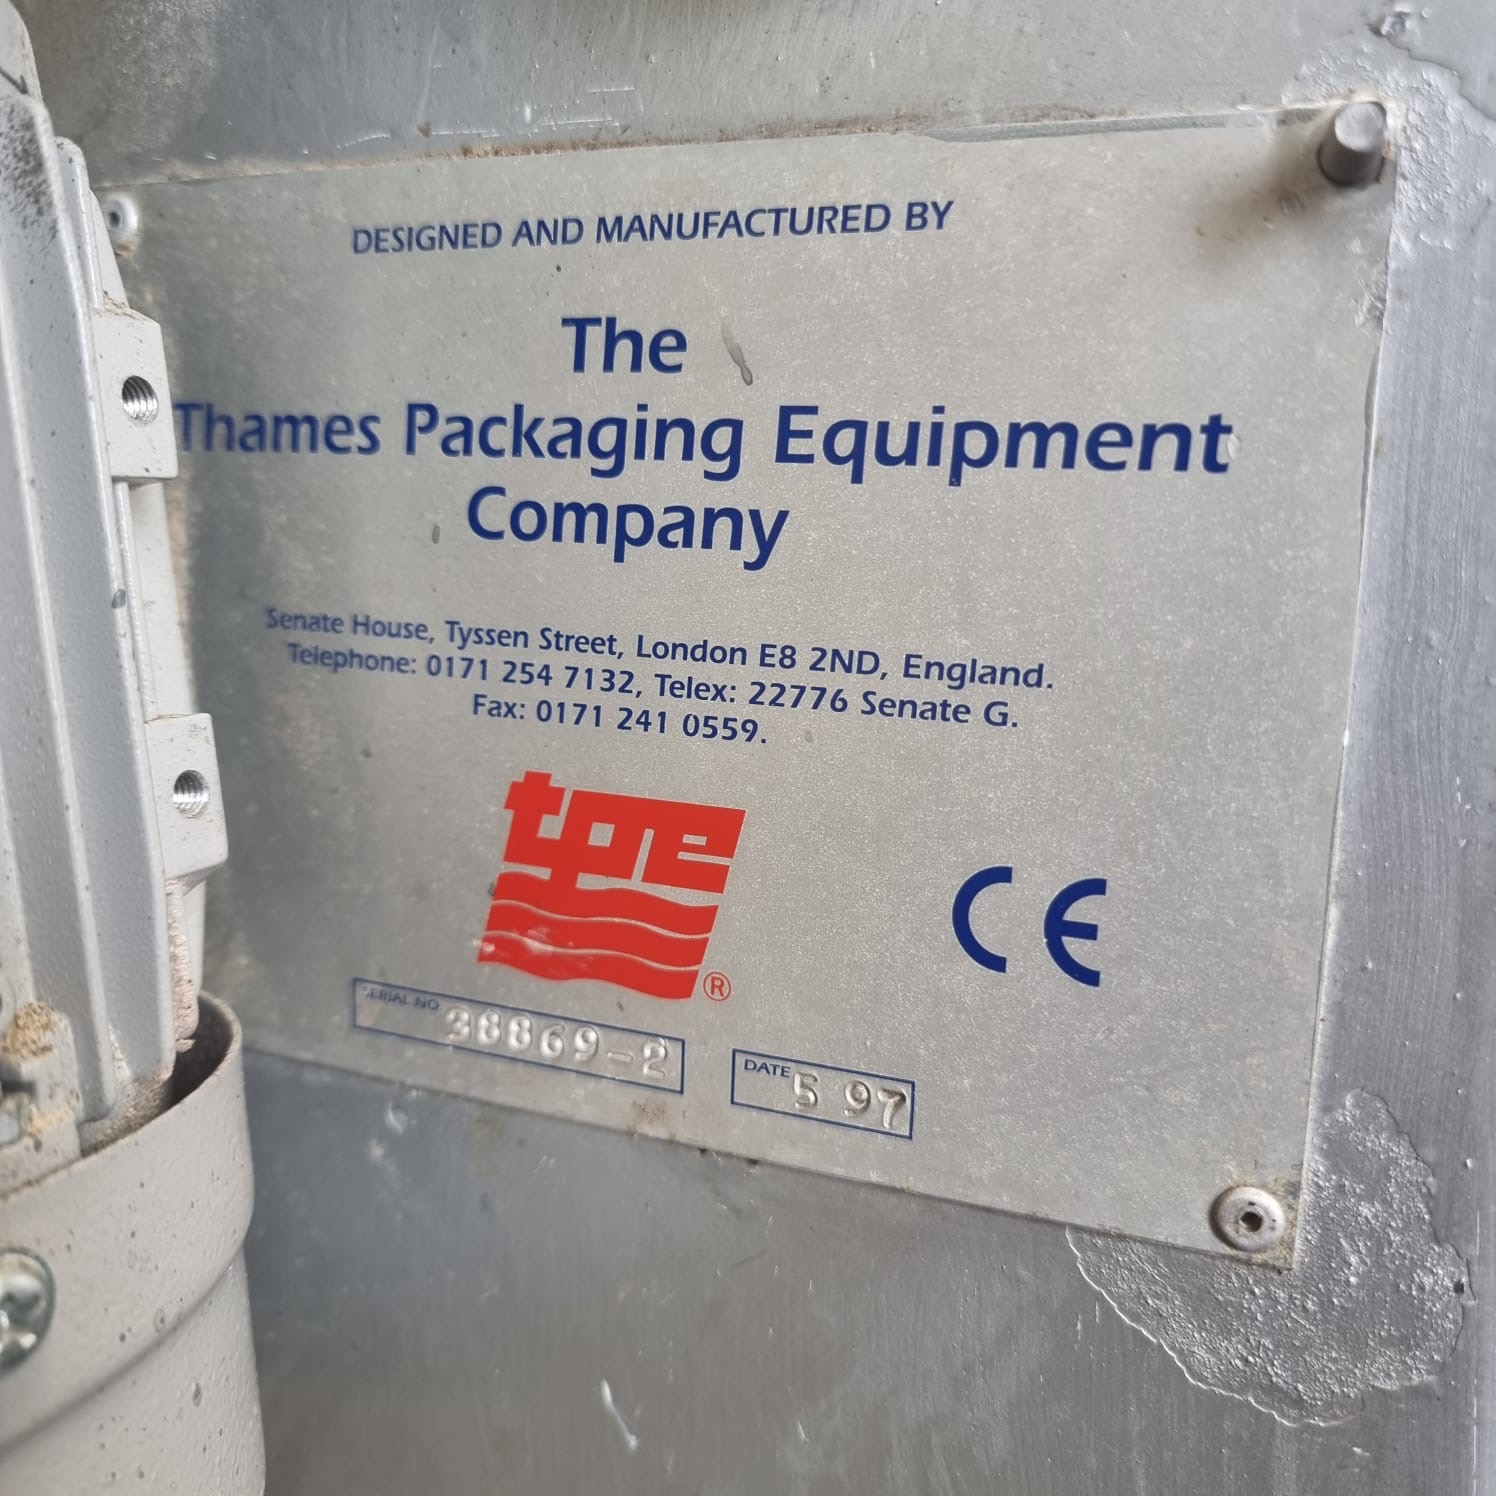 DESIGNED AND MANUFACTURED BY
The
Thames Packaging Equipment
Company
Senate House, Tyssen Street, London E8 2ND, England.
Telephone: 0171 254 7132, Telex: 22776 Senate G.
Fax: 0171 241 0559.
tpe
®
CE
SERIAL NO 38869-2
DATE 5 97